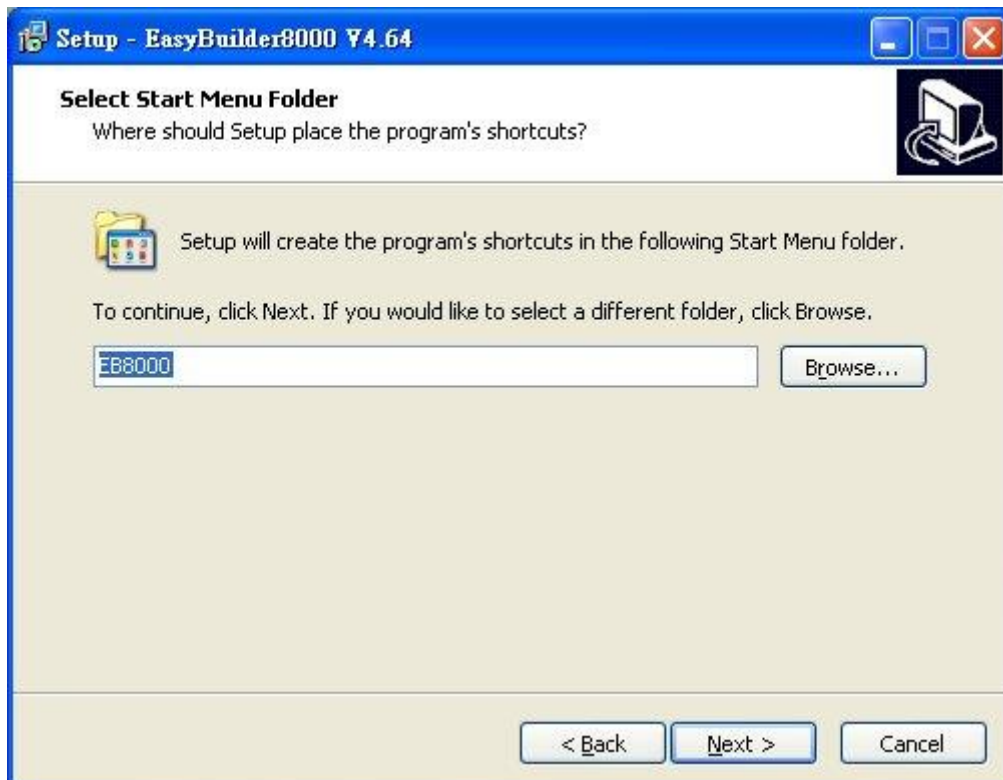 Setup - EasyBuilder8000 V4.64
Select Start Menu Folder
Where should Setup place the program's shortcuts?
Setup will create the program's shortcuts in the following Start Menu folder.
To continue, click Next. If you would like to select a different folder, click Browse.
EB8000
Browse...
< Back
Next >
Cancel